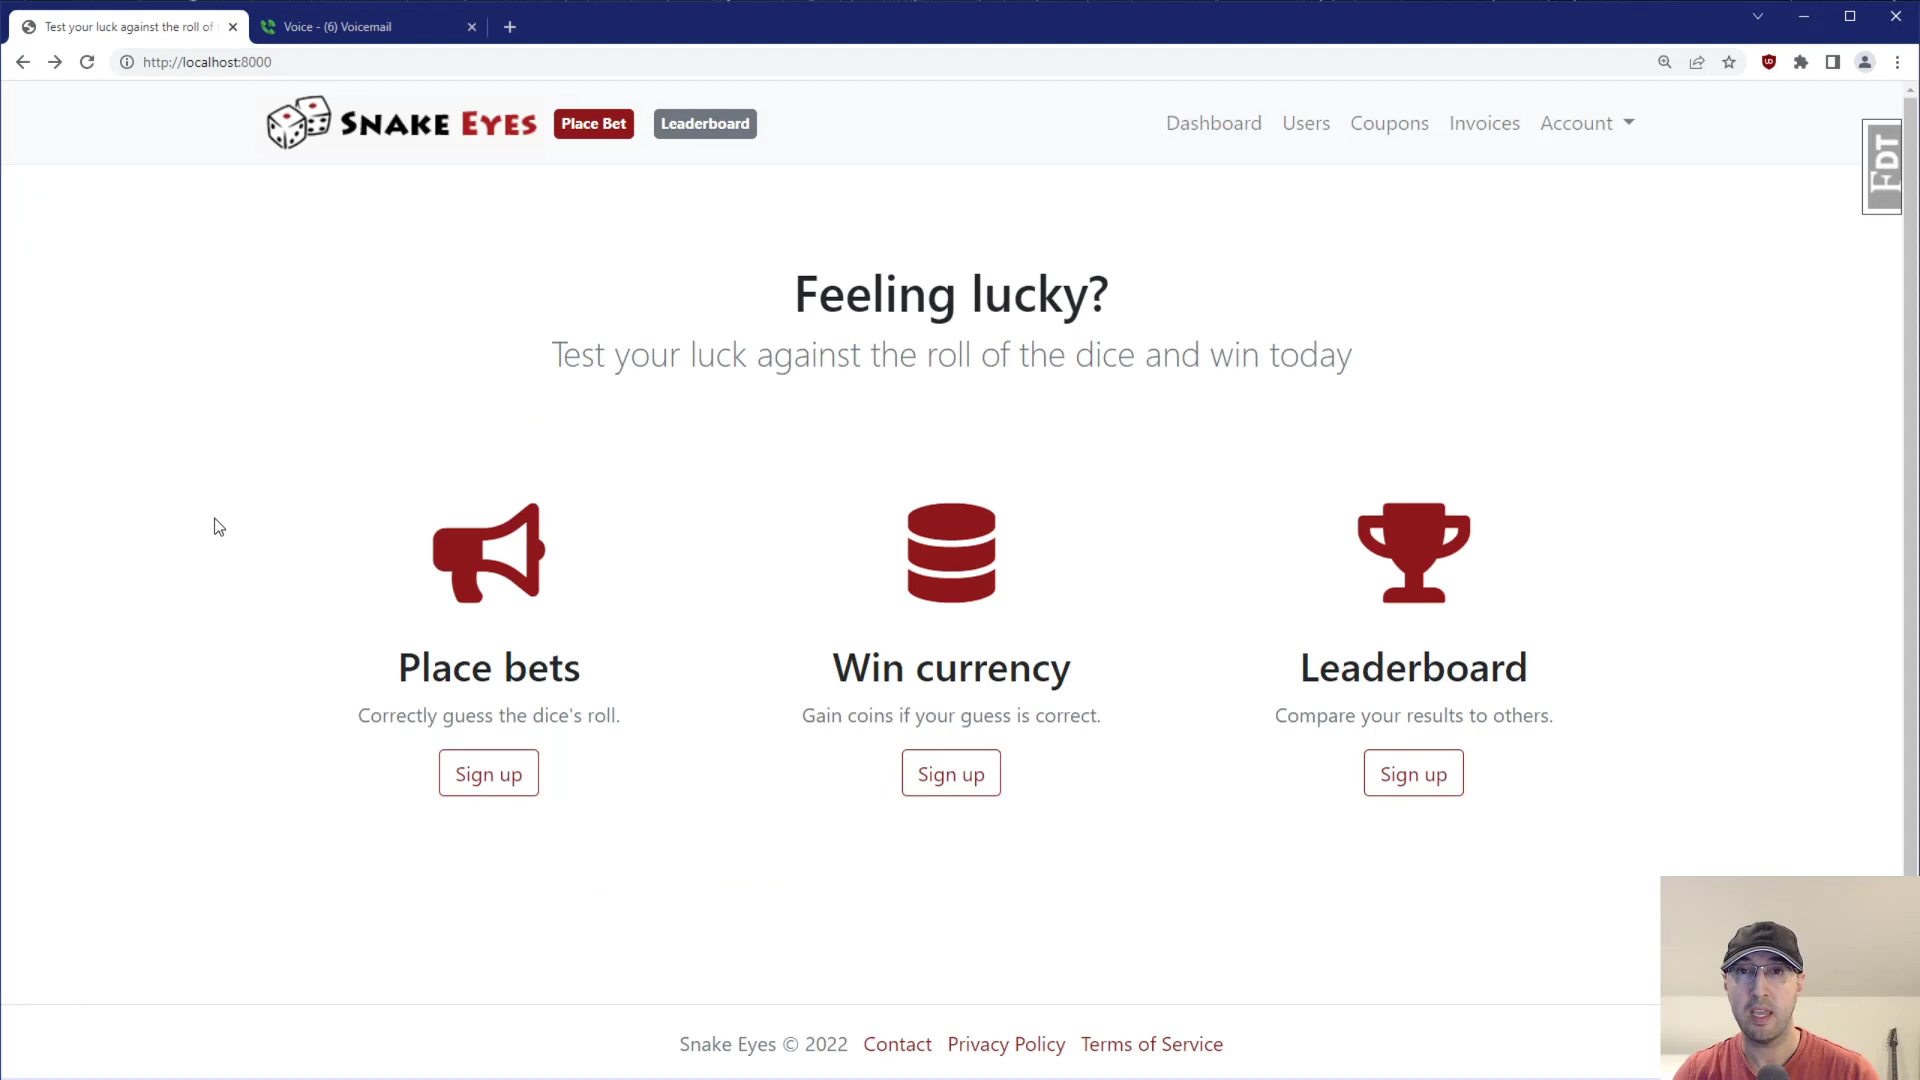 Test your luck against the roll of
Voice - (6) Voicemail
http://localhost:8000
SNAKE EYES
Place Bet
Leaderboard
Dashboard
Users
Coupons
Invoices
Account
FDT
Feeling lucky?
Test your luck against the roll of the dice and win today
Place bets
Win currency
Leaderboard
Correctly guess the dice's roll.
Gain coins if your guess is correct.
Compare your results to others.
Sign up
Sign up
Sign up
Snake Eyes © 2022 Contact Privacy Policy Terms of Service